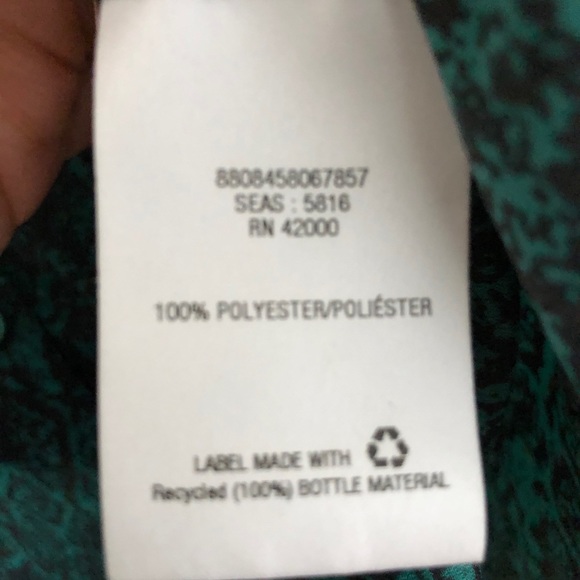 8808458067857
SEAS : 5816
RN 42000
100% POLYESTER/POLIÉSTER
LABEL MADE WITH
Recycled (100%) BOTTLE MATERIAL